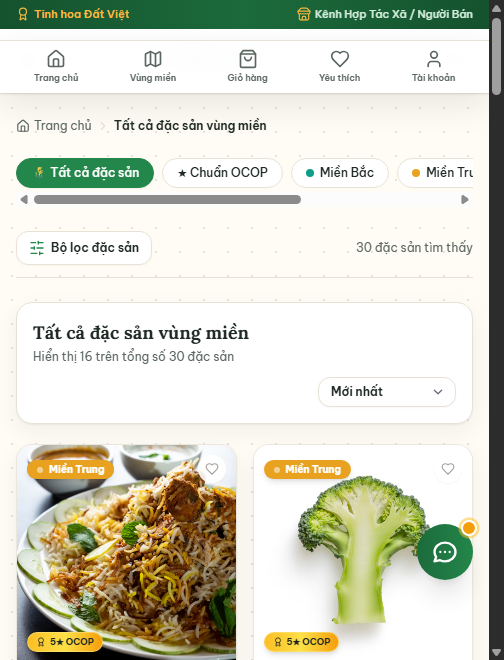 Tinh hoa Đất Việt
Kênh Hợp Tác Xã / Người Bán
Trang chủ
Vùng miền
Giỏ hàng
Yêu thích
Tài khoản
Trang chủ
Tất cả đặc sản vùng miền
Tất cả đặc sản
★ Chuẩn OCOP
Miền Bắc
Miền Tru
Bộ lọc đặc sản
30 đặc sản tìm thấy
Tất cả đặc sản vùng miền
Hiển thị 16 trên tổng số 30 đặc sản
Mới nhất
Miền Trung
Miền Trung
5★ OCOP
5★ OCOP